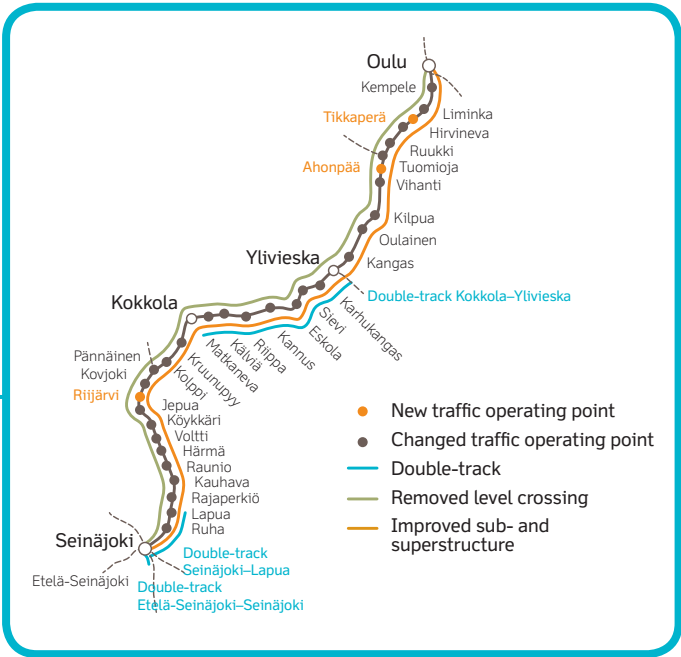 Oulu
Kempele
Tikkaperä
Liminka
Hirvineva
Ruukki
Ahonpää
Tuomioja
Vihanti
Kilpua
Oulainen
Ylivieska
Kangas
Double-track Kokkola–Ylivieska
Kokkola
Karhukangas
Sievi
Eskola
Kannus
Riippa
Kälviä
Matkaneva
Kruunupyy
Kolppi
Pännäinen
Kovjoki
Riijärvi
Jepua
Köykkäri
Voltti
Härmä
Raunio
Kauhava
Rajaperkiö
Lapua
Ruha
Seinäjoki
Double-track
Seinäjoki–Lapua
Etelä-Seinäjoki
Double-track
Etelä-Seinäjoki–Seinäjoki
New traffic operating point
Changed traffic operating point
Double-track
Removed level crossing
Improved sub- and
superstructure